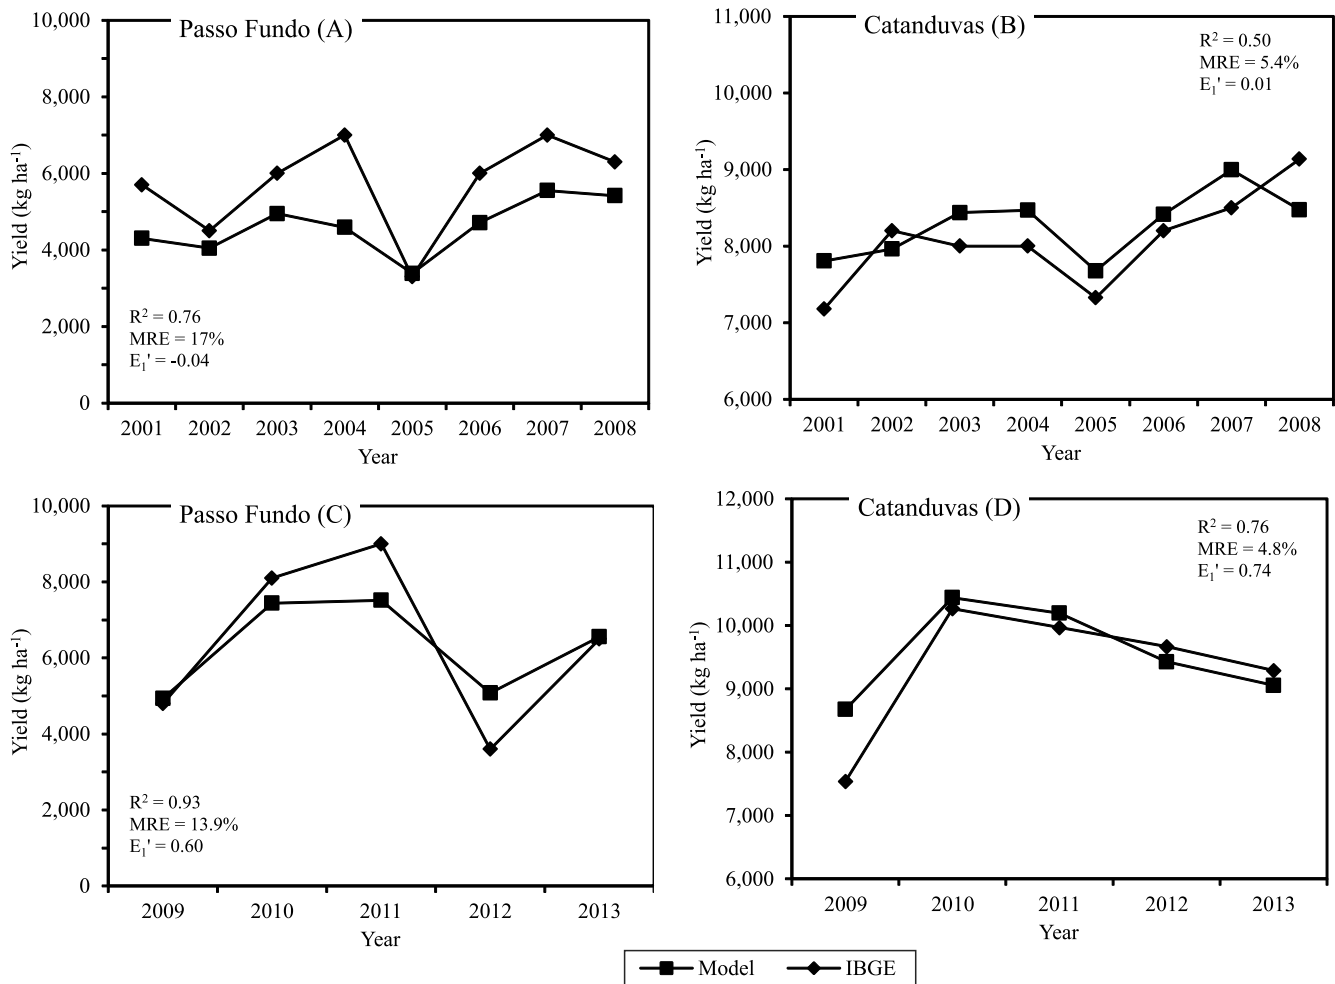 Passo Fundo (A)
10,000
8,000
6,000
4,000
2,000
0
Yield (kg ha⁻¹)
R² = 0.76
MRE = 17%
E₁' = -0.04
2001 2002 2003 2004 2005 2006 2007 2008
Year
Catanduvas (B)
11,000
10,000
9,000
8,000
7,000
6,000
Yield (kg ha⁻¹)
R² = 0.50
MRE = 5.4%
E₁' = 0.01
2001 2002 2003 2004 2005 2006 2007 2008
Year
Passo Fundo (C)
10,000
8,000
6,000
4,000
2,000
0
Yield (kg ha⁻¹)
R² = 0.93
MRE = 13.9%
E₁' = 0.60
2009 2010 2011 2012 2013
Year
Catanduvas (D)
12,000
11,000
10,000
9,000
8,000
7,000
6,000
Yield (kg ha⁻¹)
R² = 0.76
MRE = 4.8%
E₁' = 0.74
2009 2010 2011 2012 2013
Year
Model IBGE